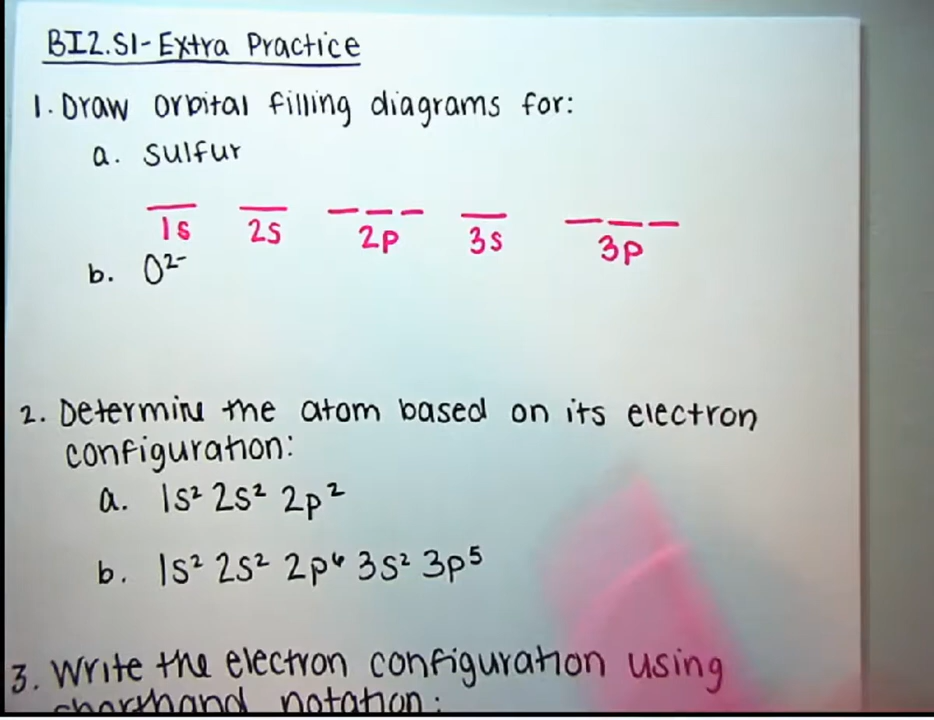 BI2.S1-Extra Practice
1. Draw orbital filling diagrams for:
a. sulfur
1s 2s 2p 3s 3p
b. O²⁻
2. Determine the atom based on its electron
configuration:
a. 1s² 2s² 2p²
b. 1s² 2s² 2p⁶ 3s² 3p⁵
3. Write the electron configuration using
shorthand notation: